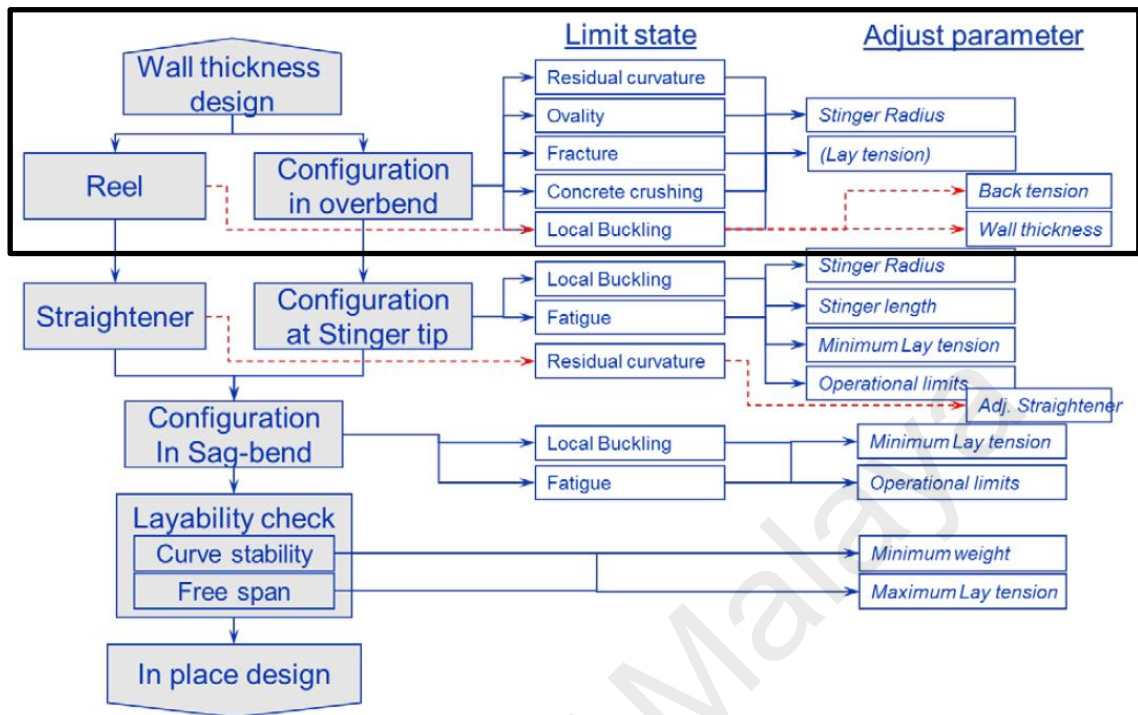 Limit state
Adjust parameter
Wall thickness
design
Residual curvature
Ovality
Stinger Radius
Fracture
(Lay tension)
Reel
Configuration
in overbend
Concrete crushing
Back tension
Local Buckling
Wall thickness
Local Buckling
Stinger Radius
Straightener
Configuration
at Stinger tip
Fatigue
Stinger length
Residual curvature
Minimum Lay tension
Operational limits
Adj. Straightener
Configuration
In Sag-bend
Local Buckling
Minimum Lay tension
Fatigue
Operational limits
Layability check
Curve stability
Minimum weight
Free span
Maximum Lay tension
In place design
Malaya